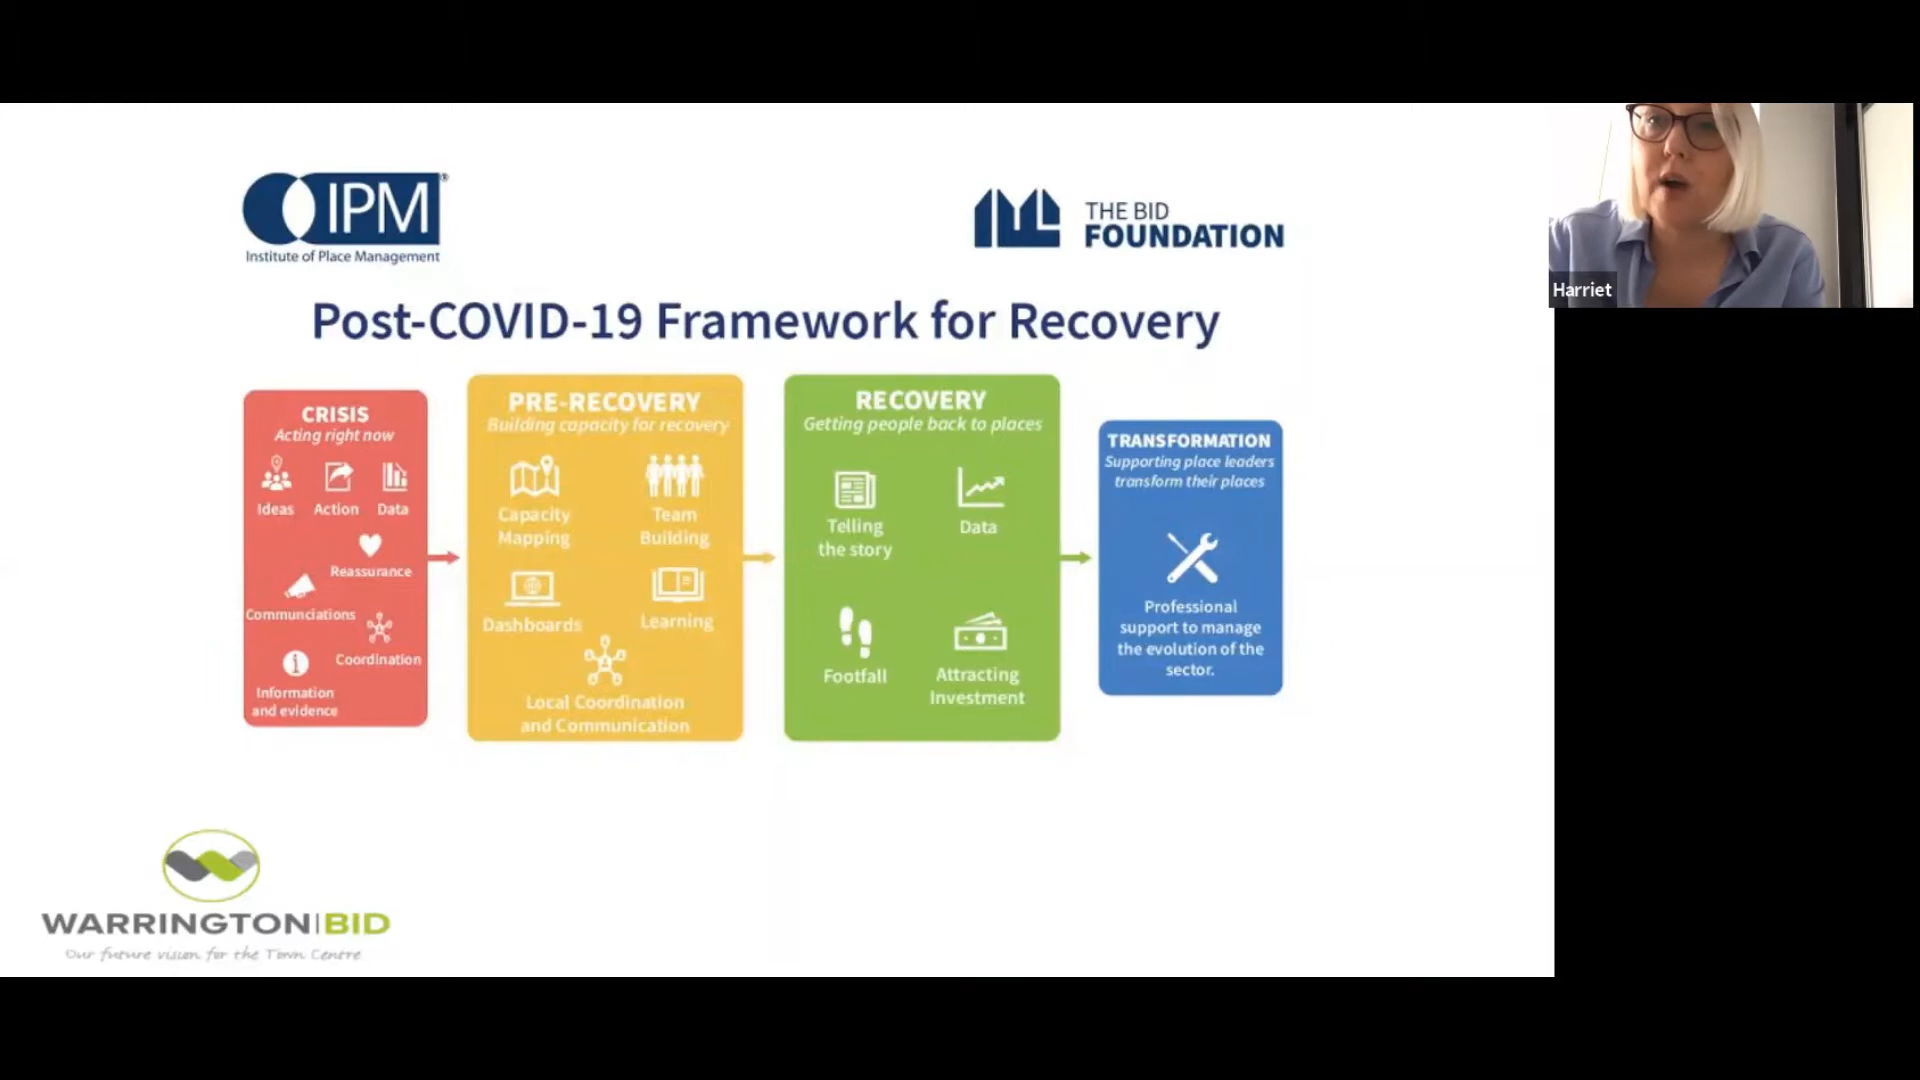 IPM®
Institute of Place Management
THE BID
FOUNDATION
Harriet
Post-COVID-19 Framework for Recovery
CRISIS
Acting right now
Ideas
Action
Data
Reassurance
Communciations
Coordination
Information
and evidence
PRE-RECOVERY
Building capacity for recovery
Capacity
Mapping
Team
Building
Dashboards
Learning
Local Coordination
and Communication
RECOVERY
Getting people back to places
Telling
the story
Data
Footfall
Attracting
Investment
TRANSFORMATION
Supporting place leaders
transform their places
Professional
support to manage
the evolution of the
sector.
WARRINGTON|BID
Our future vision for the Town Centre